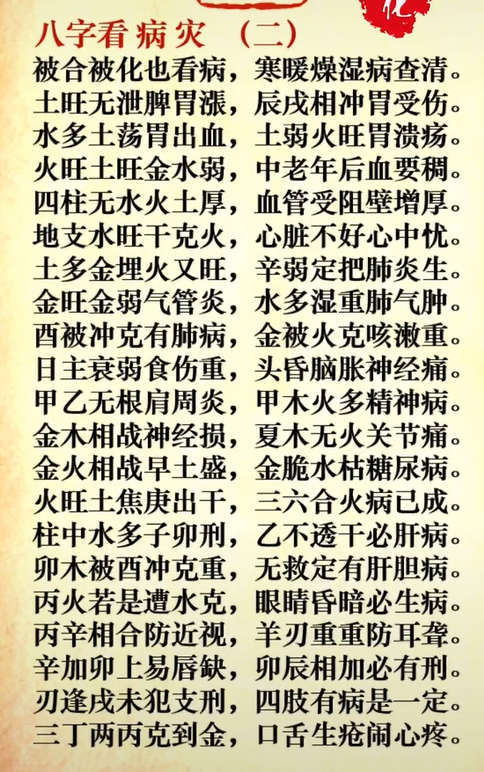 八字看病灾（二）
被合被化也看病，寒暖燥湿病查清。
土旺无泄脾胃涨，辰戌相冲胃受伤。
水多土荡胃出血，土弱火旺胃溃疡。
火旺土旺金水弱，中老年后血要稠。
四柱无水火土厚，血管受阻壁增厚。
地支水旺干克火，心脏不好心中忧。
土多金埋火又旺，辛弱定把肺炎生。
金旺金弱气管炎，水多湿重肺气肿。
酉被冲克有肺病，金被火克咳嗽重。
日主衰弱食伤重，头昏脑胀神经痛。
甲乙无根肩周炎，甲木火多精神病。
金木相战神经损，夏木无火关节痛。
金火相战早土盛，金脆水枯糖尿病。
火旺土焦庚出干，三六合火病已成。
柱中水多子卯刑，乙不透干必肝病。
卯木被酉冲克重，无救定有肝胆病。
丙火若是遭水克，眼睛昏暗必生病。
丙辛相合防近视，羊刃重重防耳聋。
辛加卯上易唇缺，卯辰相加必有刑。
刃逢戌未犯支刑，四肢有病是一定。
三丁两丙克到金，口舌生疮闹心疼。